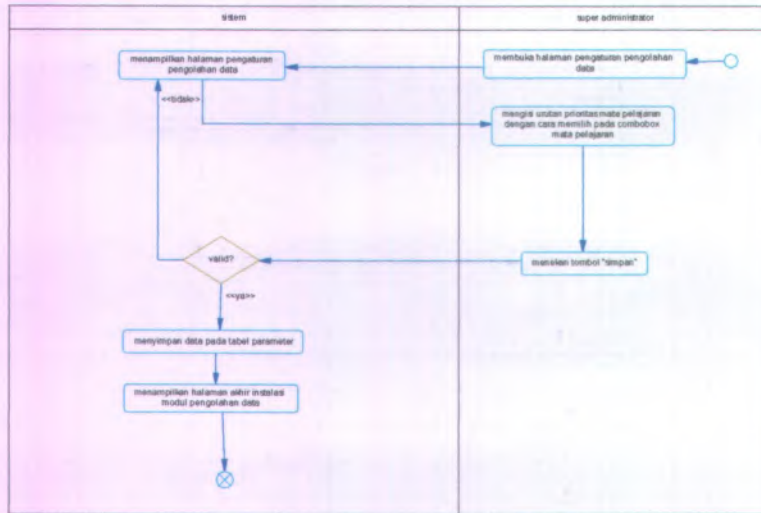 sistem
super administrator
menampilkan halaman pengaturan
pengolahan data
membuka halaman pengaturan pengolahan
data
<<tidak>>
mengisi urutan prioritas mata pelajaran
dengan cara memilih pada combobox
mata pelajaran
valid?
menekan tombol "simpan"
<<ya>>
menyimpan data pada tabel parameter
menampilkan halaman akhir instalasi
modul pengolahan data